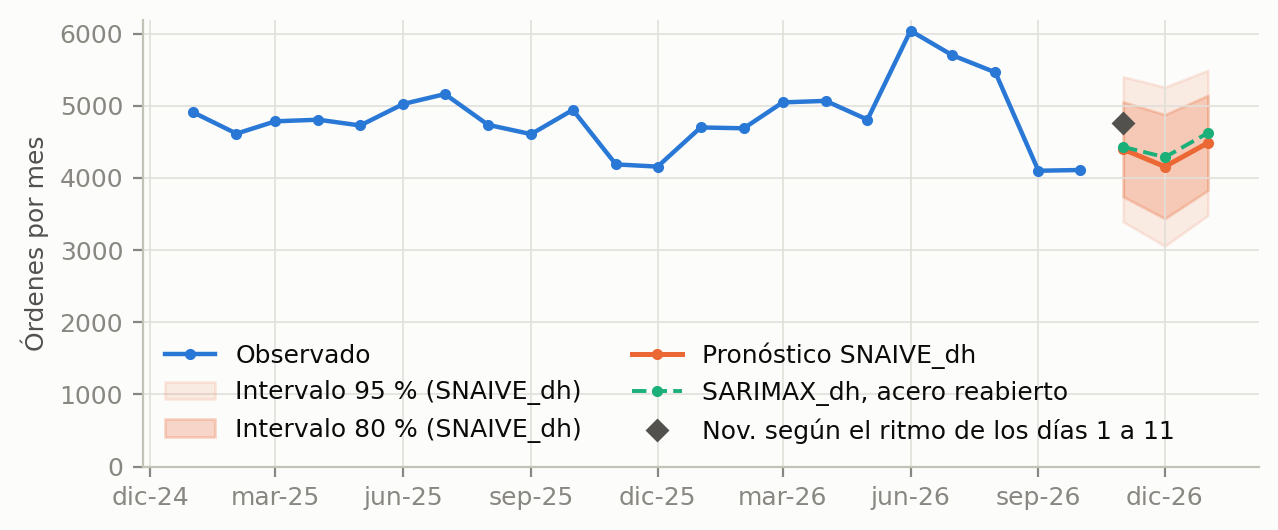 Órdenes por mes
6000
5000
4000
3000
2000
1000
0
Observado
Intervalo 95 % (SNAIVE_dh)
Intervalo 80 % (SNAIVE_dh)
Pronóstico SNAIVE_dh
SARIMAX_dh, acero reabierto
Nov. según el ritmo de los días 1 a 11
dic-24 mar-25 jun-25 sep-25 dic-25 mar-26 jun-26 sep-26 dic-26